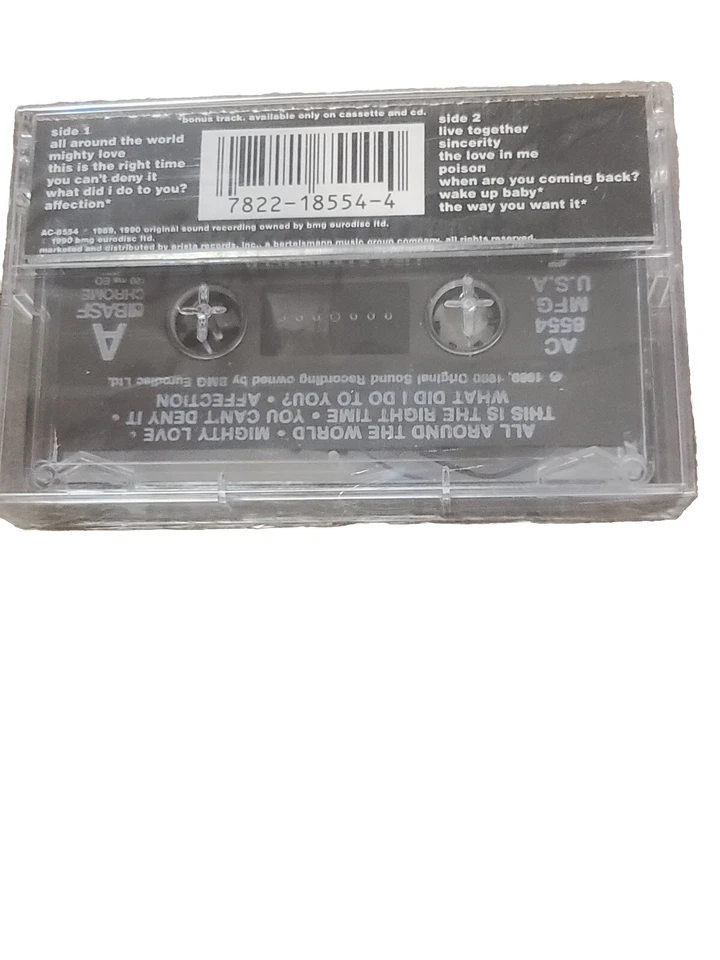 *bonus track. available only on cassette and cd.
side 1
all around the world
mighty love
this is the right time
you can't deny it
what did i do to you?
affection*
7822-18554-4
side 2
live together
sincerity
the love in me
poison
when are you coming back?
wake up baby*
the way you want it*
AC-8554 ℗ 1989, 1990 original sound recording owned by bmg eurodisc ltd.
© 1990 bmg eurodisc ltd.
marketed and distributed by arista records, inc., a bertelsmann music group company. all rights reserved.
ALL AROUND THE WORLD • MIGHTY LOVE •
THIS IS THE RIGHT TIME • YOU CAN'T DENY IT •
WHAT DID I DO TO YOU? • AFFECTION
℗ 1989, 1990 Original Sound Recording owned by BMG Eurodisc Ltd.
AC
8554
MFG.
U.S.A.
A
BASF
CHROME
120 ms EQ